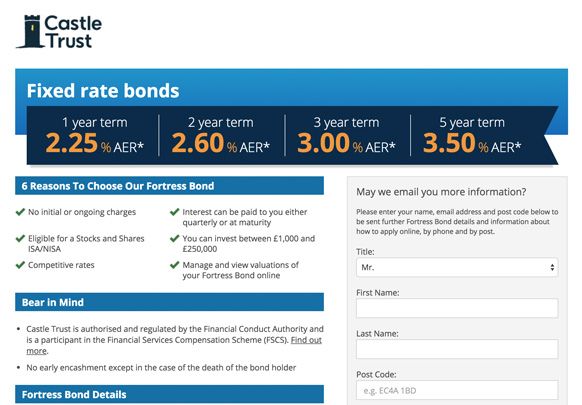 Castle
Trust
Fixed rate bonds
1 year term
2.25 % AER*
2 year term
2.60 % AER*
3 year term
3.00 % AER*
5 year term
3.50 % AER*
6 Reasons To Choose Our Fortress Bond
No initial or ongoing charges
Eligible for a Stocks and Shares
ISA/NISA
Competitive rates
Interest can be paid to you either
quarterly or at maturity
You can invest between £1,000 and
£250,000
Manage and view valuations of
your Fortress Bond online
Bear in Mind
• Castle Trust is authorised and regulated by the Financial Conduct Authority and
is a participant in the Financial Services Compensation Scheme (FSCS). Find out
more.
• No early encashment except in the case of the death of the bond holder
Fortress Bond Details
May we email you more information?
Please enter your name, email address and post code below to
be sent further Fortress Bond details and information about
how to apply online, by phone and by post.
Title:
Mr.
First Name:
Last Name:
Post Code:
e.g. EC4A 1BD